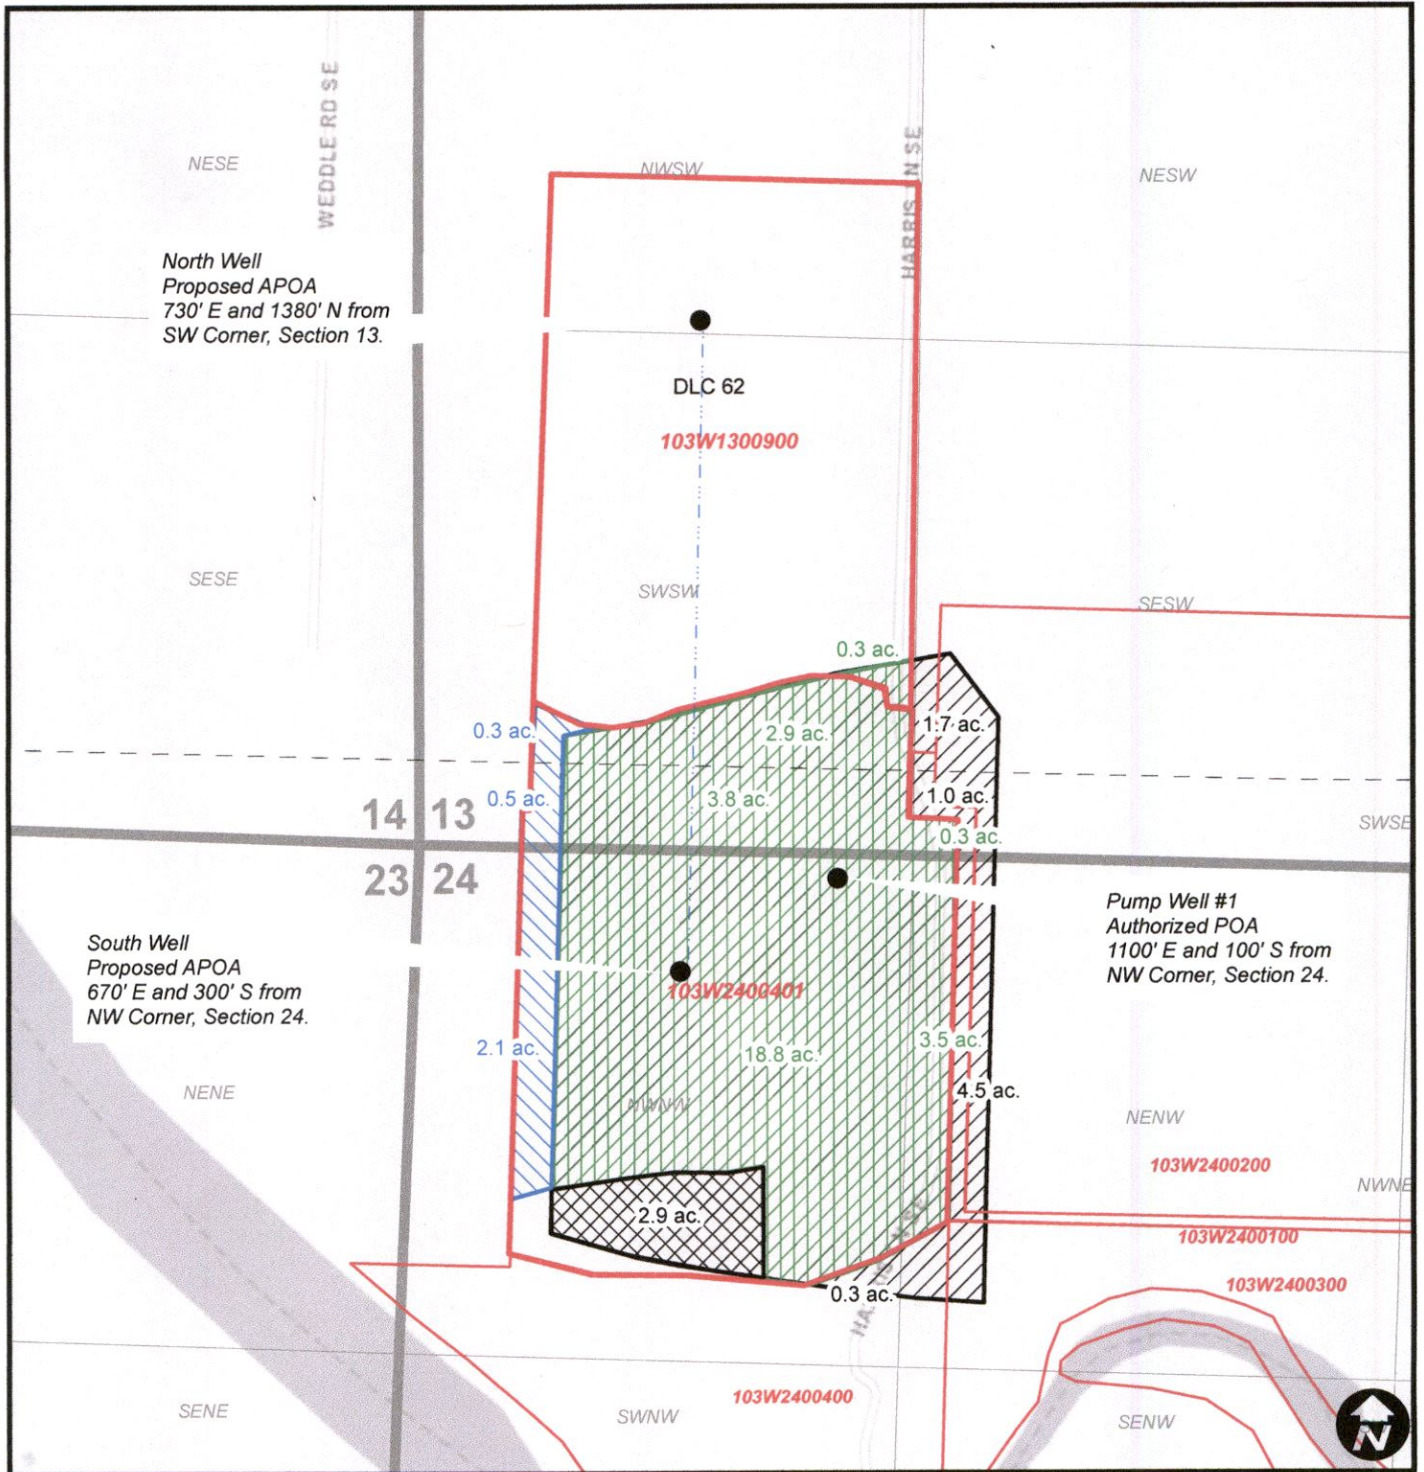 WEDDLE RD SE
NESE
NWSW
HARRIS LN SE
NESW
North Well
Proposed APOA
730' E and 1380' N from
SW Corner, Section 13.
DLC 62
103W1300900
SESE
SWSW
SESW
0.3 ac.
1.7 ac.
0.3 ac.
2.9 ac.
0.5 ac.
3.8 ac.
1.0 ac.
14
13
0.3 ac.
SWSE
23
24
Pump Well #1
Authorized POA
1100' E and 100' S from
NW Corner, Section 24.
South Well
Proposed APOA
670' E and 300' S from
NW Corner, Section 24.
103W2400401
2.1 ac.
18.8 ac.
3.5 ac.
4.5 ac.
NENE
NWNW
NENW
103W2400200
NWNE
2.9 ac.
103W2400100
103W2400300
0.3 ac.
SENE
SWNW
103W2400400
SENW
N